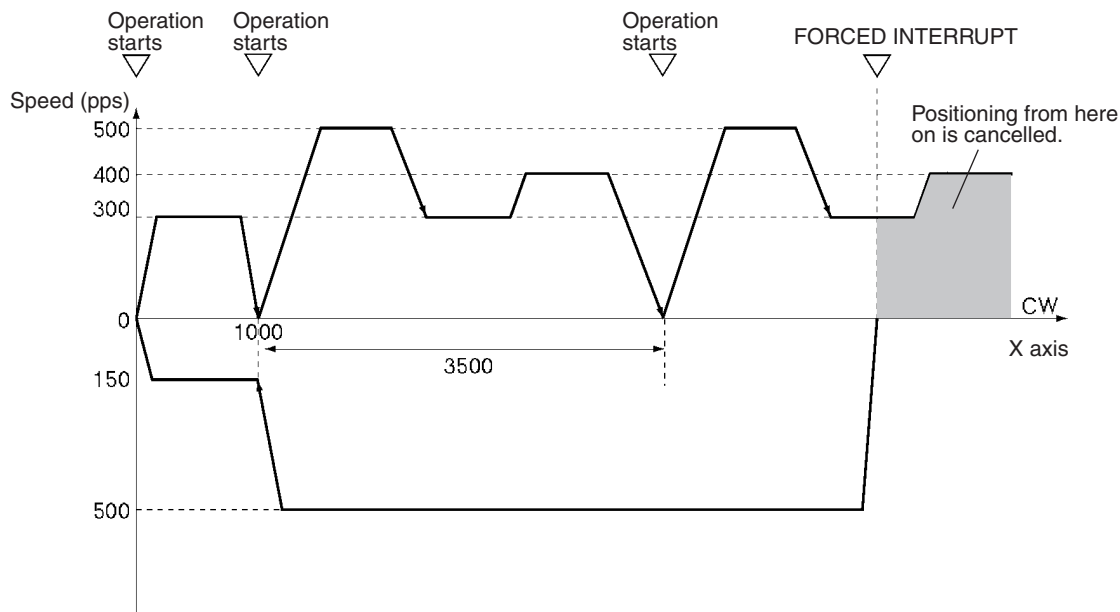 Operation
starts
Operation
starts
Operation
starts
FORCED INTERRUPT
Speed (pps)
Positioning from here
on is cancelled.
500
400
300
0
1000
CW
3500
X axis
150
500